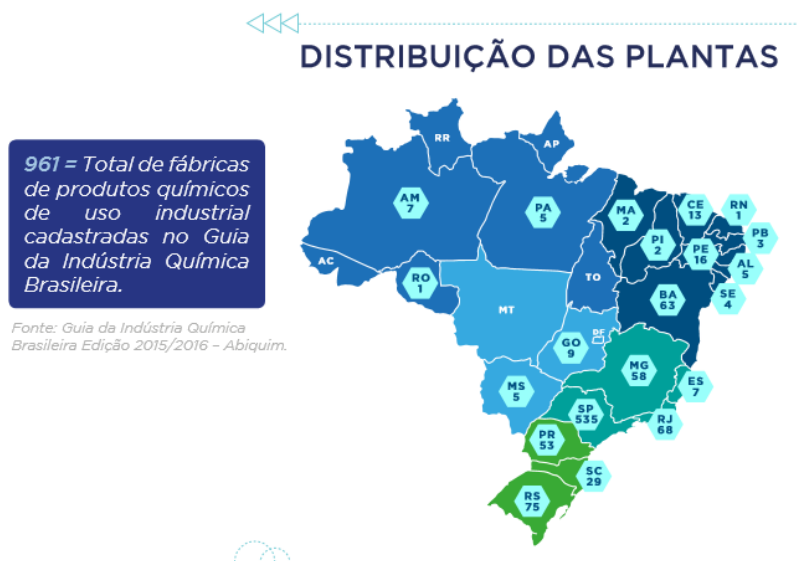 DISTRIBUIÇÃO DAS PLANTAS
961 = Total de fábricas
de produtos químicos
de uso industrial
cadastradas no Guia
da Indústria Química
Brasileira.
Fonte: Guia da Indústria Química
Brasileira Edição 2015/2016 – Abiquim.
RR
AP
AM
7
PA
5
MA
2
CE
13
RN
1
PI
2
PE
16
PB
3
AL
5
AC
RO
1
TO
BA
63
SE
4
MT
GO
9
DF
MG
58
ES
7
MS
5
SP
535
RJ
68
PR
53
SC
29
RS
75